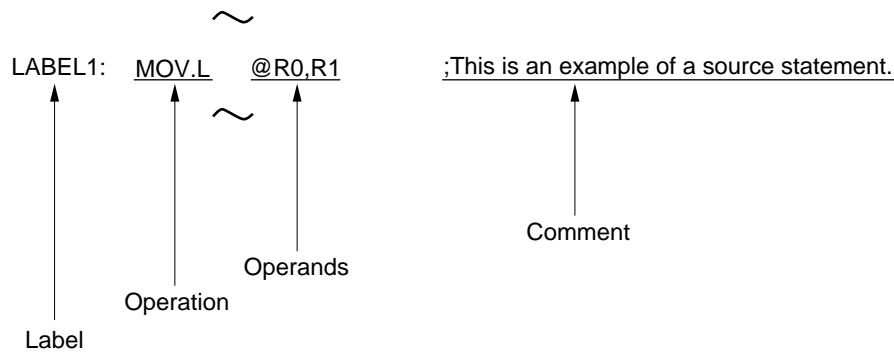 LABEL1: MOV.L @R0,R1 ;This is an example of a source statement.
Comment
Operands
Operation
Label